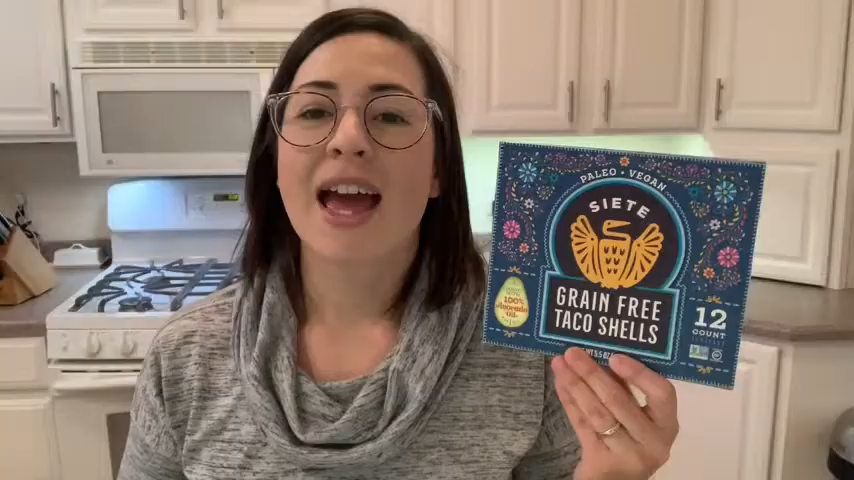 PALEO • VEGAN
SIETE
GRAIN FREE
TACO SHELLS
100%
Avocado
Oil
12
COUNT